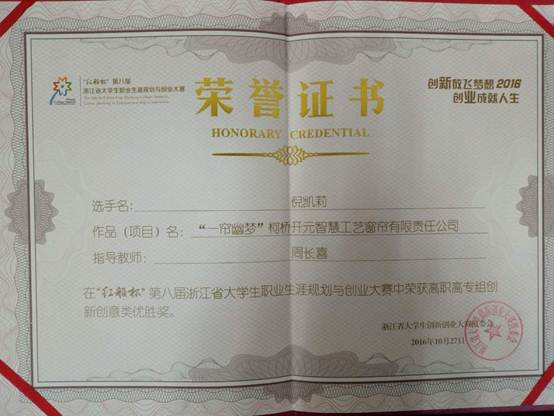 “红船杯”第八届
浙江省大学生职业生涯规划与创业大赛
创新放飞梦想 2016
创业成就人生
荣誉证书
HONORARY CREDENTIAL
选手名： 倪凯莉
作品（项目）名： “一帘幽梦”柯桥开元智慧工艺窗帘有限责任公司
指导教师： 周长喜
在“红船杯”第八届浙江省大学生职业生涯规划与创业大赛中荣获高职高专组创
新创意类优胜奖。
浙江省大学生创新创业大赛委会
2016年10月27日